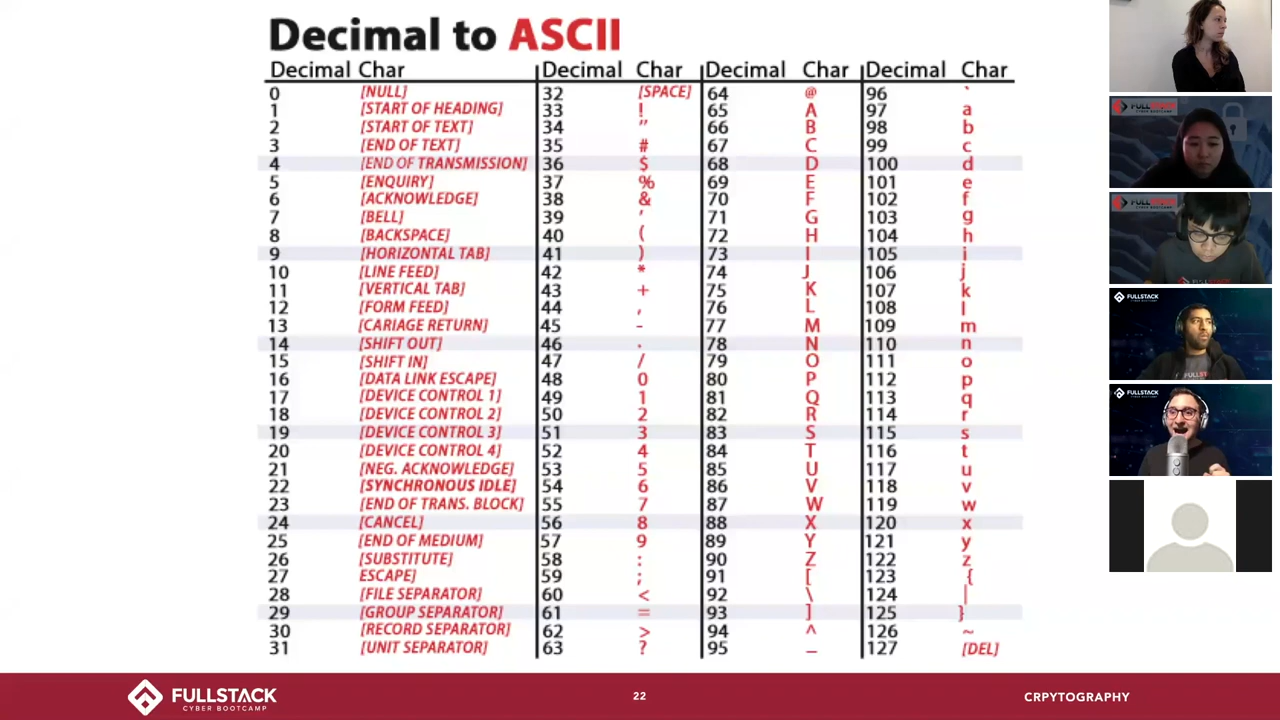 Decimal to ASCII
Decimal Char Decimal Char Decimal Char Decimal Char
0 [NULL] 32 [SPACE] 64 @ 96 `
1 [START OF HEADING] 33 ! 65 A 97 a
2 [START OF TEXT] 34 " 66 B 98 b
3 [END OF TEXT] 35 # 67 C 99 c
4 [END OF TRANSMISSION] 36 $ 68 D 100 d
5 [ENQUIRY] 37 % 69 E 101 e
6 [ACKNOWLEDGE] 38 & 70 F 102 f
7 [BELL] 39 ' 71 G 103 g
8 [BACKSPACE] 40 ( 72 H 104 h
9 [HORIZONTAL TAB] 41 ) 73 I 105 i
10 [LINE FEED] 42 * 74 J 106 j
11 [VERTICAL TAB] 43 + 75 K 107 k
12 [FORM FEED] 44 , 76 L 108 l
13 [CARIAGE RETURN] 45 - 77 M 109 m
14 [SHIFT OUT] 46 . 78 N 110 n
15 [SHIFT IN] 47 / 79 O 111 o
16 [DATA LINK ESCAPE] 48 0 80 P 112 p
17 [DEVICE CONTROL 1] 49 1 81 Q 113 q
18 [DEVICE CONTROL 2] 50 2 82 R 114 r
19 [DEVICE CONTROL 3] 51 3 83 S 115 s
20 [DEVICE CONTROL 4] 52 4 84 T 116 t
21 [NEG. ACKNOWLEDGE] 53 5 85 U 117 u
22 [SYNCHRONOUS IDLE] 54 6 86 V 118 v
23 [END OF TRANS. BLOCK] 55 7 87 W 119 w
24 [CANCEL] 56 8 88 X 120 x
25 [END OF MEDIUM] 57 9 89 Y 121 y
26 [SUBSTITUTE] 58 : 90 Z 122 z
27 ESCAPE] 59 ; 91 [ 123 {
28 [FILE SEPARATOR] 60 < 92 \ 124 |
29 [GROUP SEPARATOR] 61 = 93 ] 125 }
30 [RECORD SEPARATOR] 62 > 94 ^ 126 ~
31 [UNIT SEPARATOR] 63 ? 95 _ 127 [DEL]
FULLSTACK
CYBER BOOTCAMP
22
CRPYTOGRAPHY
FULLSTACK
FULLSTACK